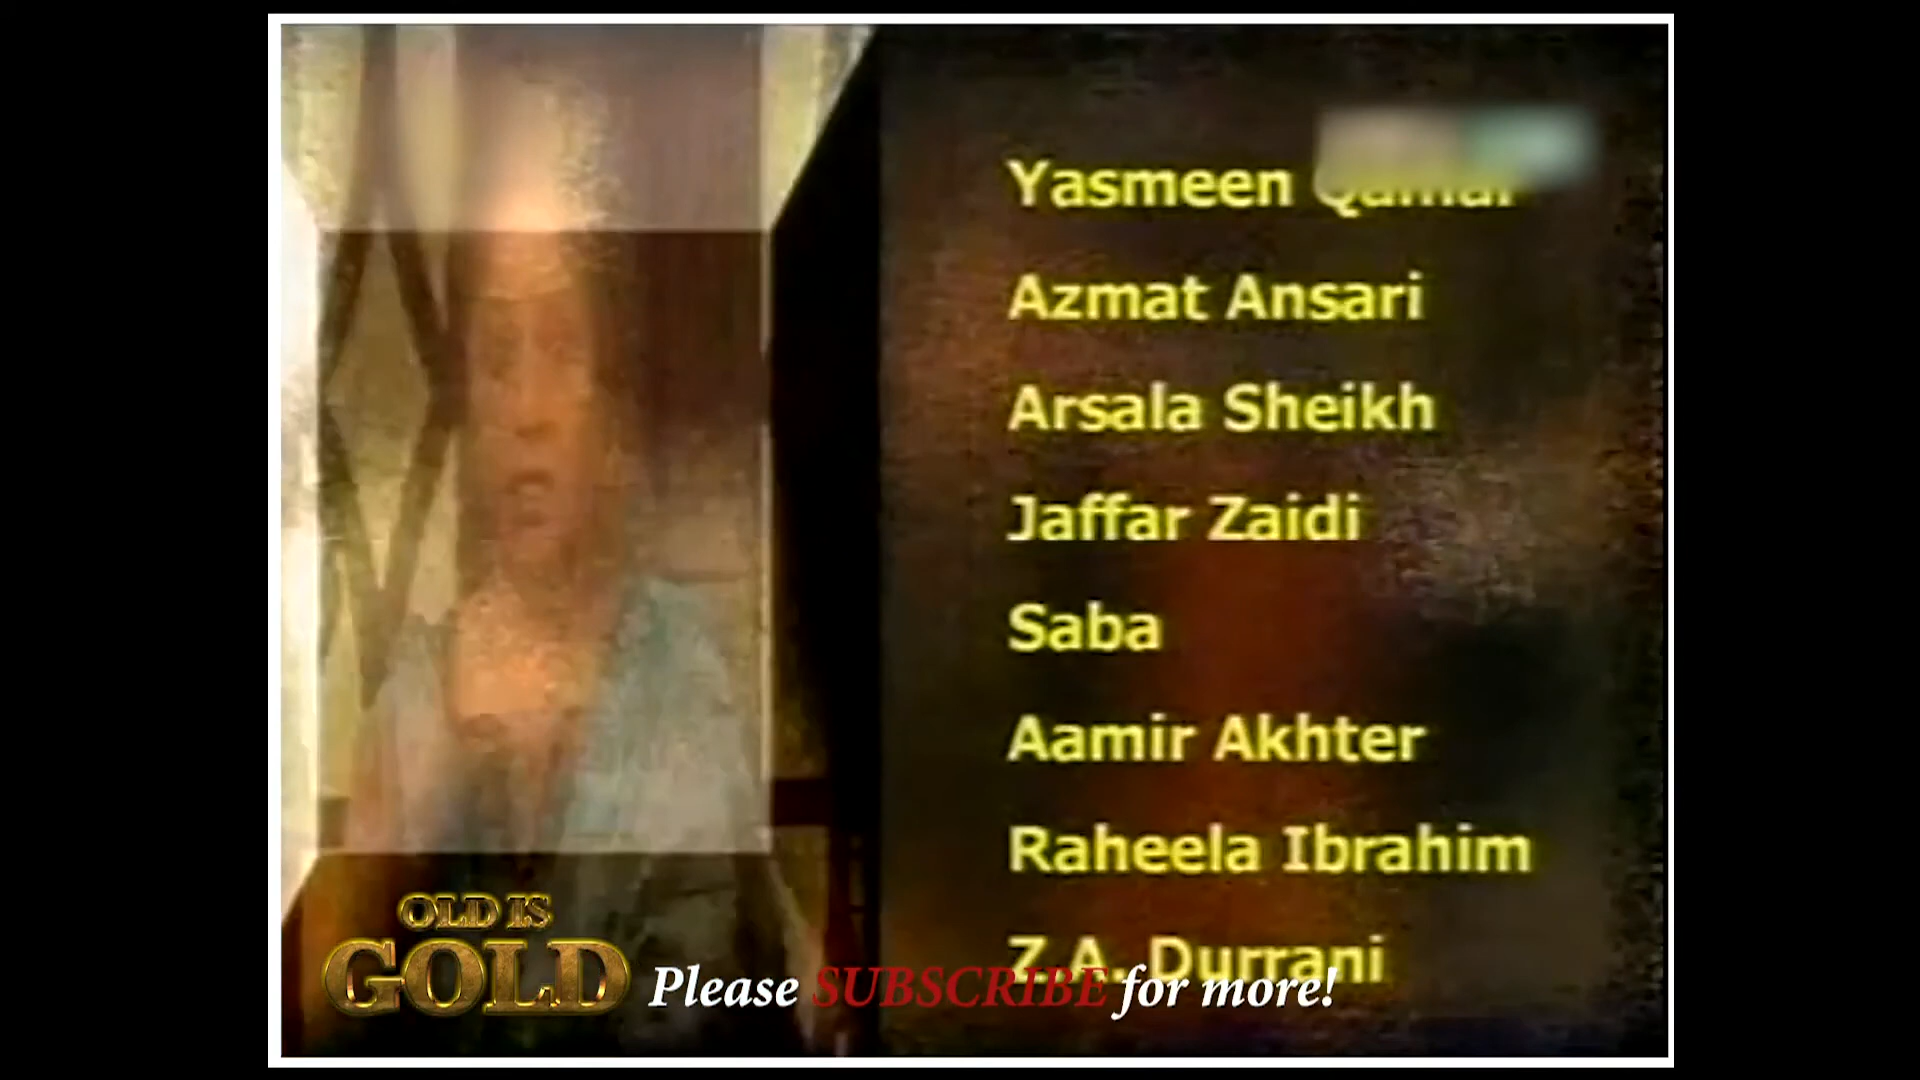 Yasmeen
Azmat Ansari
Arsala Sheikh
Jaffar Zaidi
Saba
Aamir Akhter
Raheela Ibrahim
Z.A. Durrani
OLD IS
GOLD
Please SUBSCRIBE for more!